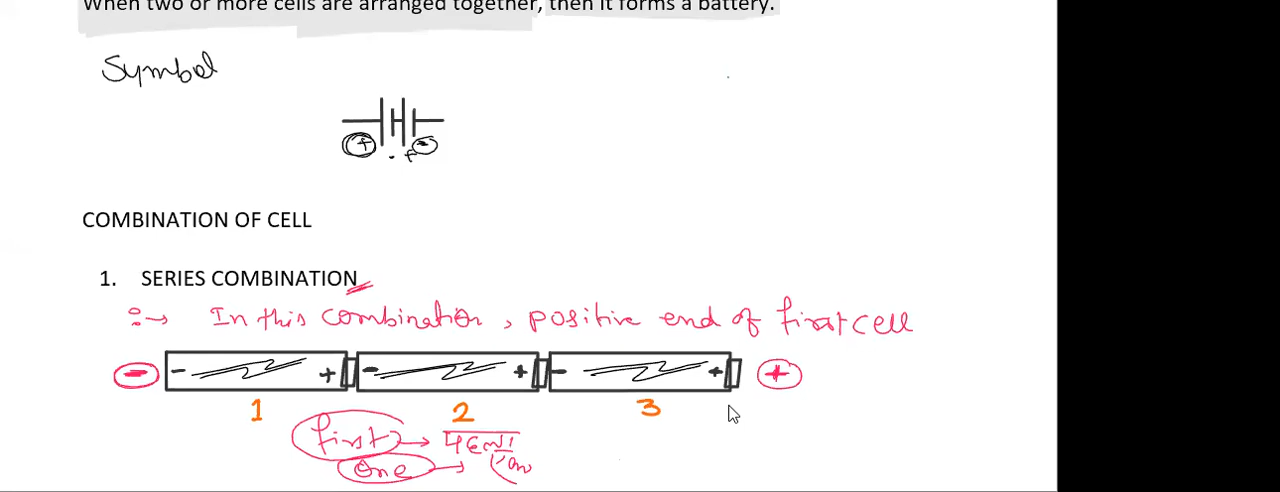 When two or more cells are arranged together, then it forms a battery.
Symbol
+ -
COMBINATION OF CELL
1. SERIES COMBINATION
:→ In this combination, positive end of first cell
- - + - + - + +
1 2 3
first →
one →